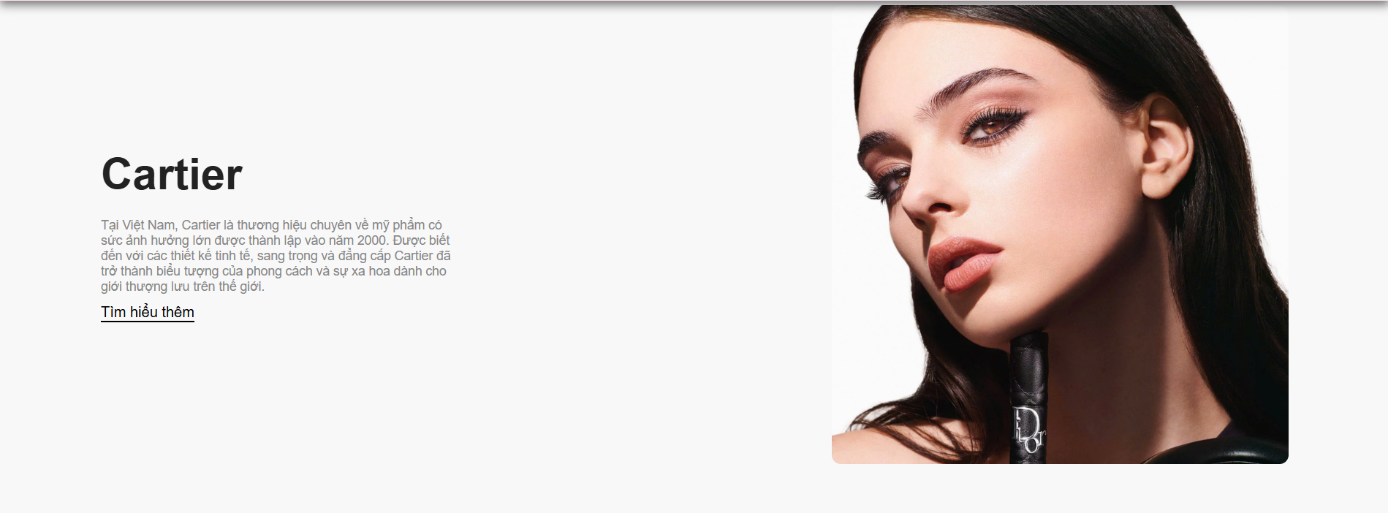 Cartier
Tại Việt Nam, Cartier là thương hiệu chuyên về mỹ phẩm có
sức ảnh hưởng lớn được thành lập vào năm 2000. Được biết
đến với các thiết kế tinh tế, sang trọng và đẳng cấp Cartier đã
trở thành biểu tượng của phong cách và sự xa hoa dành cho
giới thượng lưu trên thế giới.
Tìm hiểu thêm
Dior